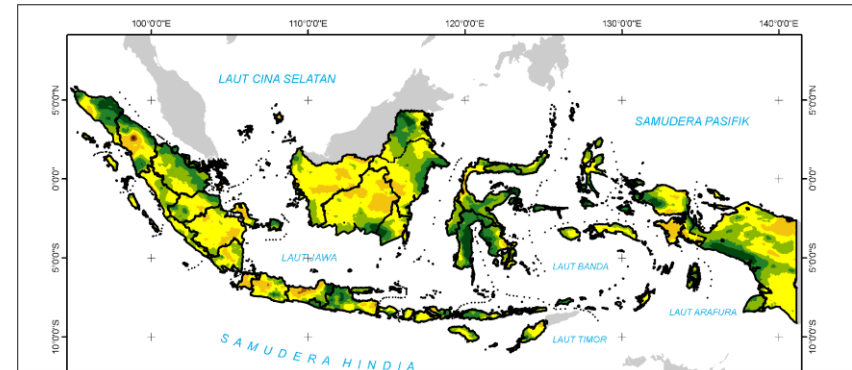 100°0'0"E 110°0'0"E 120°0'0"E 130°0'0"E 140°0'0"E
LAUT CINA SELATAN
5°0'0"N 5°0'0"N
SAMUDERA PASIFIK
0°0'0" 0°0'0"
LAUT JAWA
LAUT BANDA
5°0'0"S 5°0'0"S
LAUT ARAFURA
SAMUDERA HINDIA
LAUT TIMOR
10°0'0"S 10°0'0"S